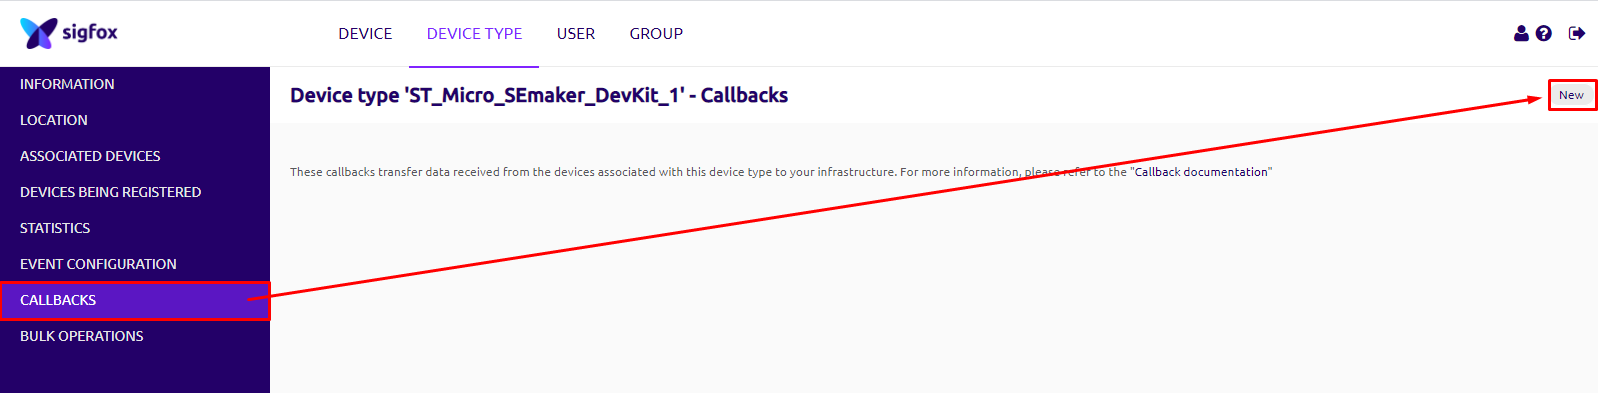 sigfox
DEVICE DEVICE TYPE USER GROUP
INFORMATION
LOCATION
ASSOCIATED DEVICES
DEVICES BEING REGISTERED
STATISTICS
EVENT CONFIGURATION
CALLBACKS
BULK OPERATIONS
Device type 'ST_Micro_SEmaker_DevKit_1' - Callbacks
New
These callbacks transfer data received from the devices associated with this device type to your infrastructure. For more information, please refer to the "Callback documentation"